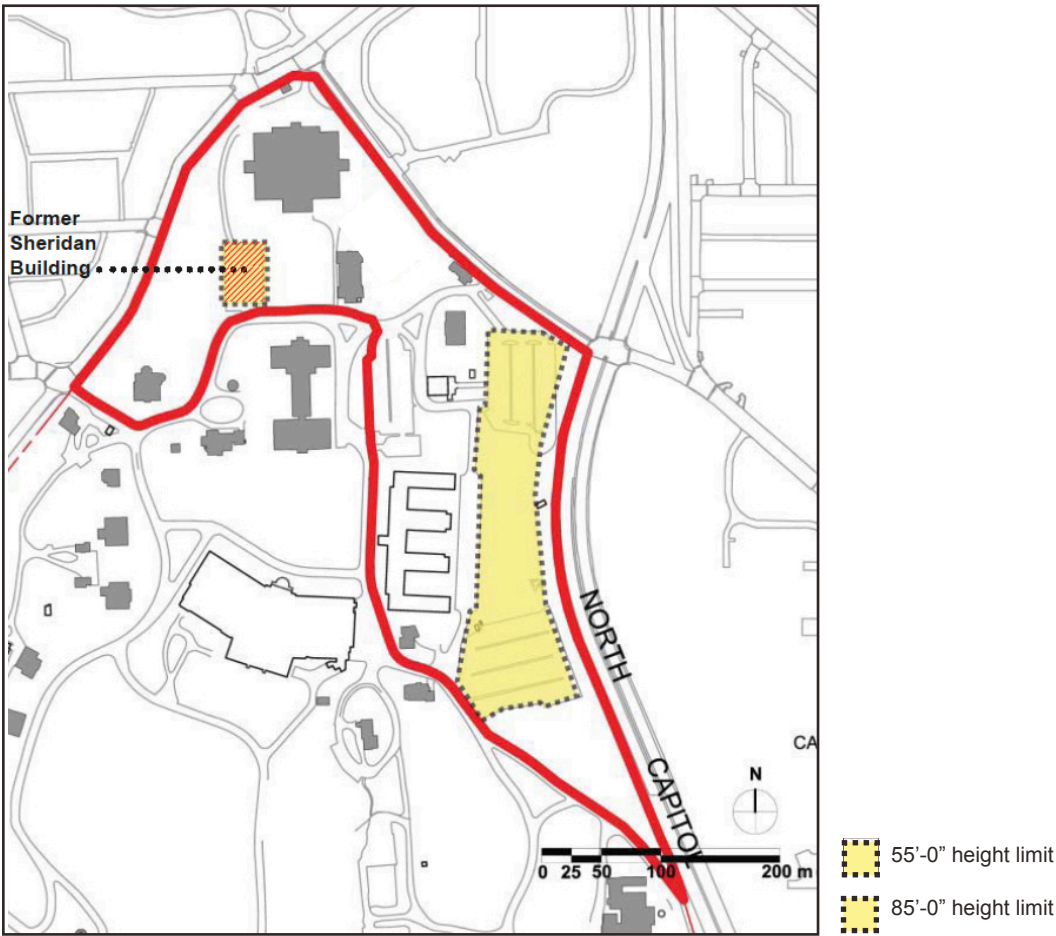 Former
Sheridan
Building
NORTH
CAPITOL
CA
N
0 25 50 100 200 m
55’-0” height limit
85’-0” height limit